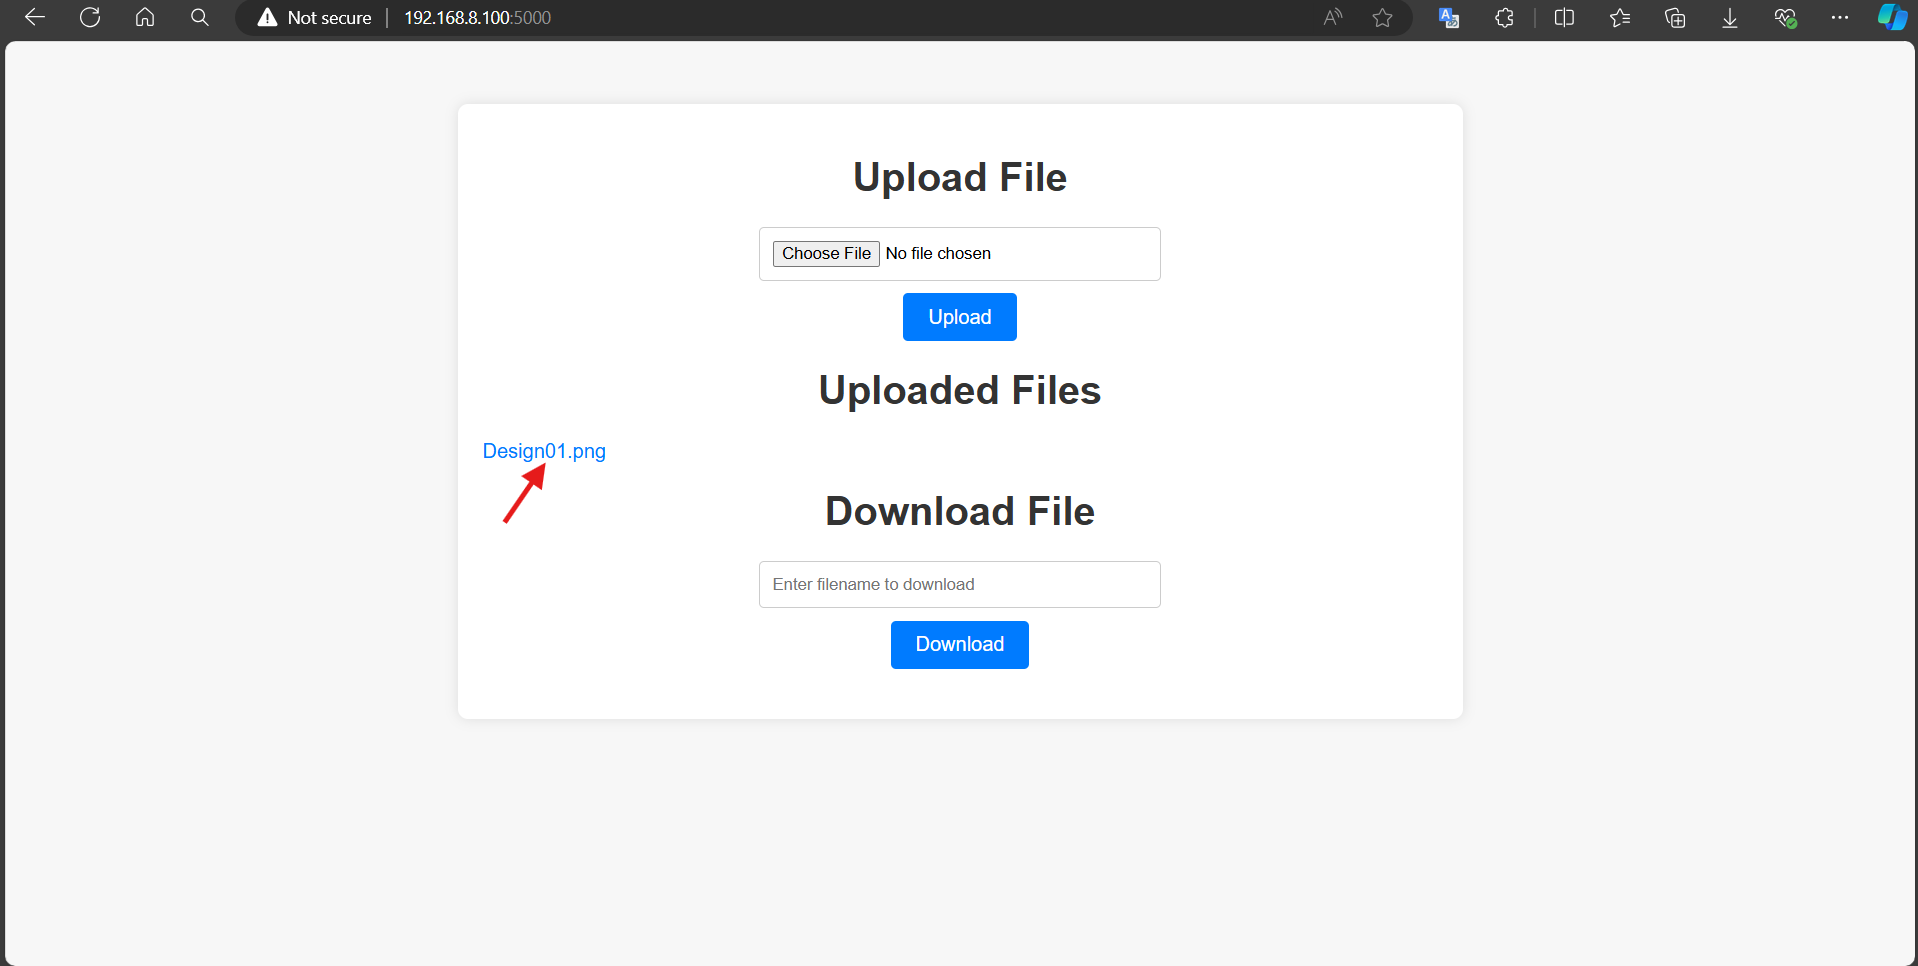 Not secure 192.168.8.100:5000
Upload File
Choose File No file chosen
Upload
Uploaded Files
Design01.png
Download File
Enter filename to download
Download